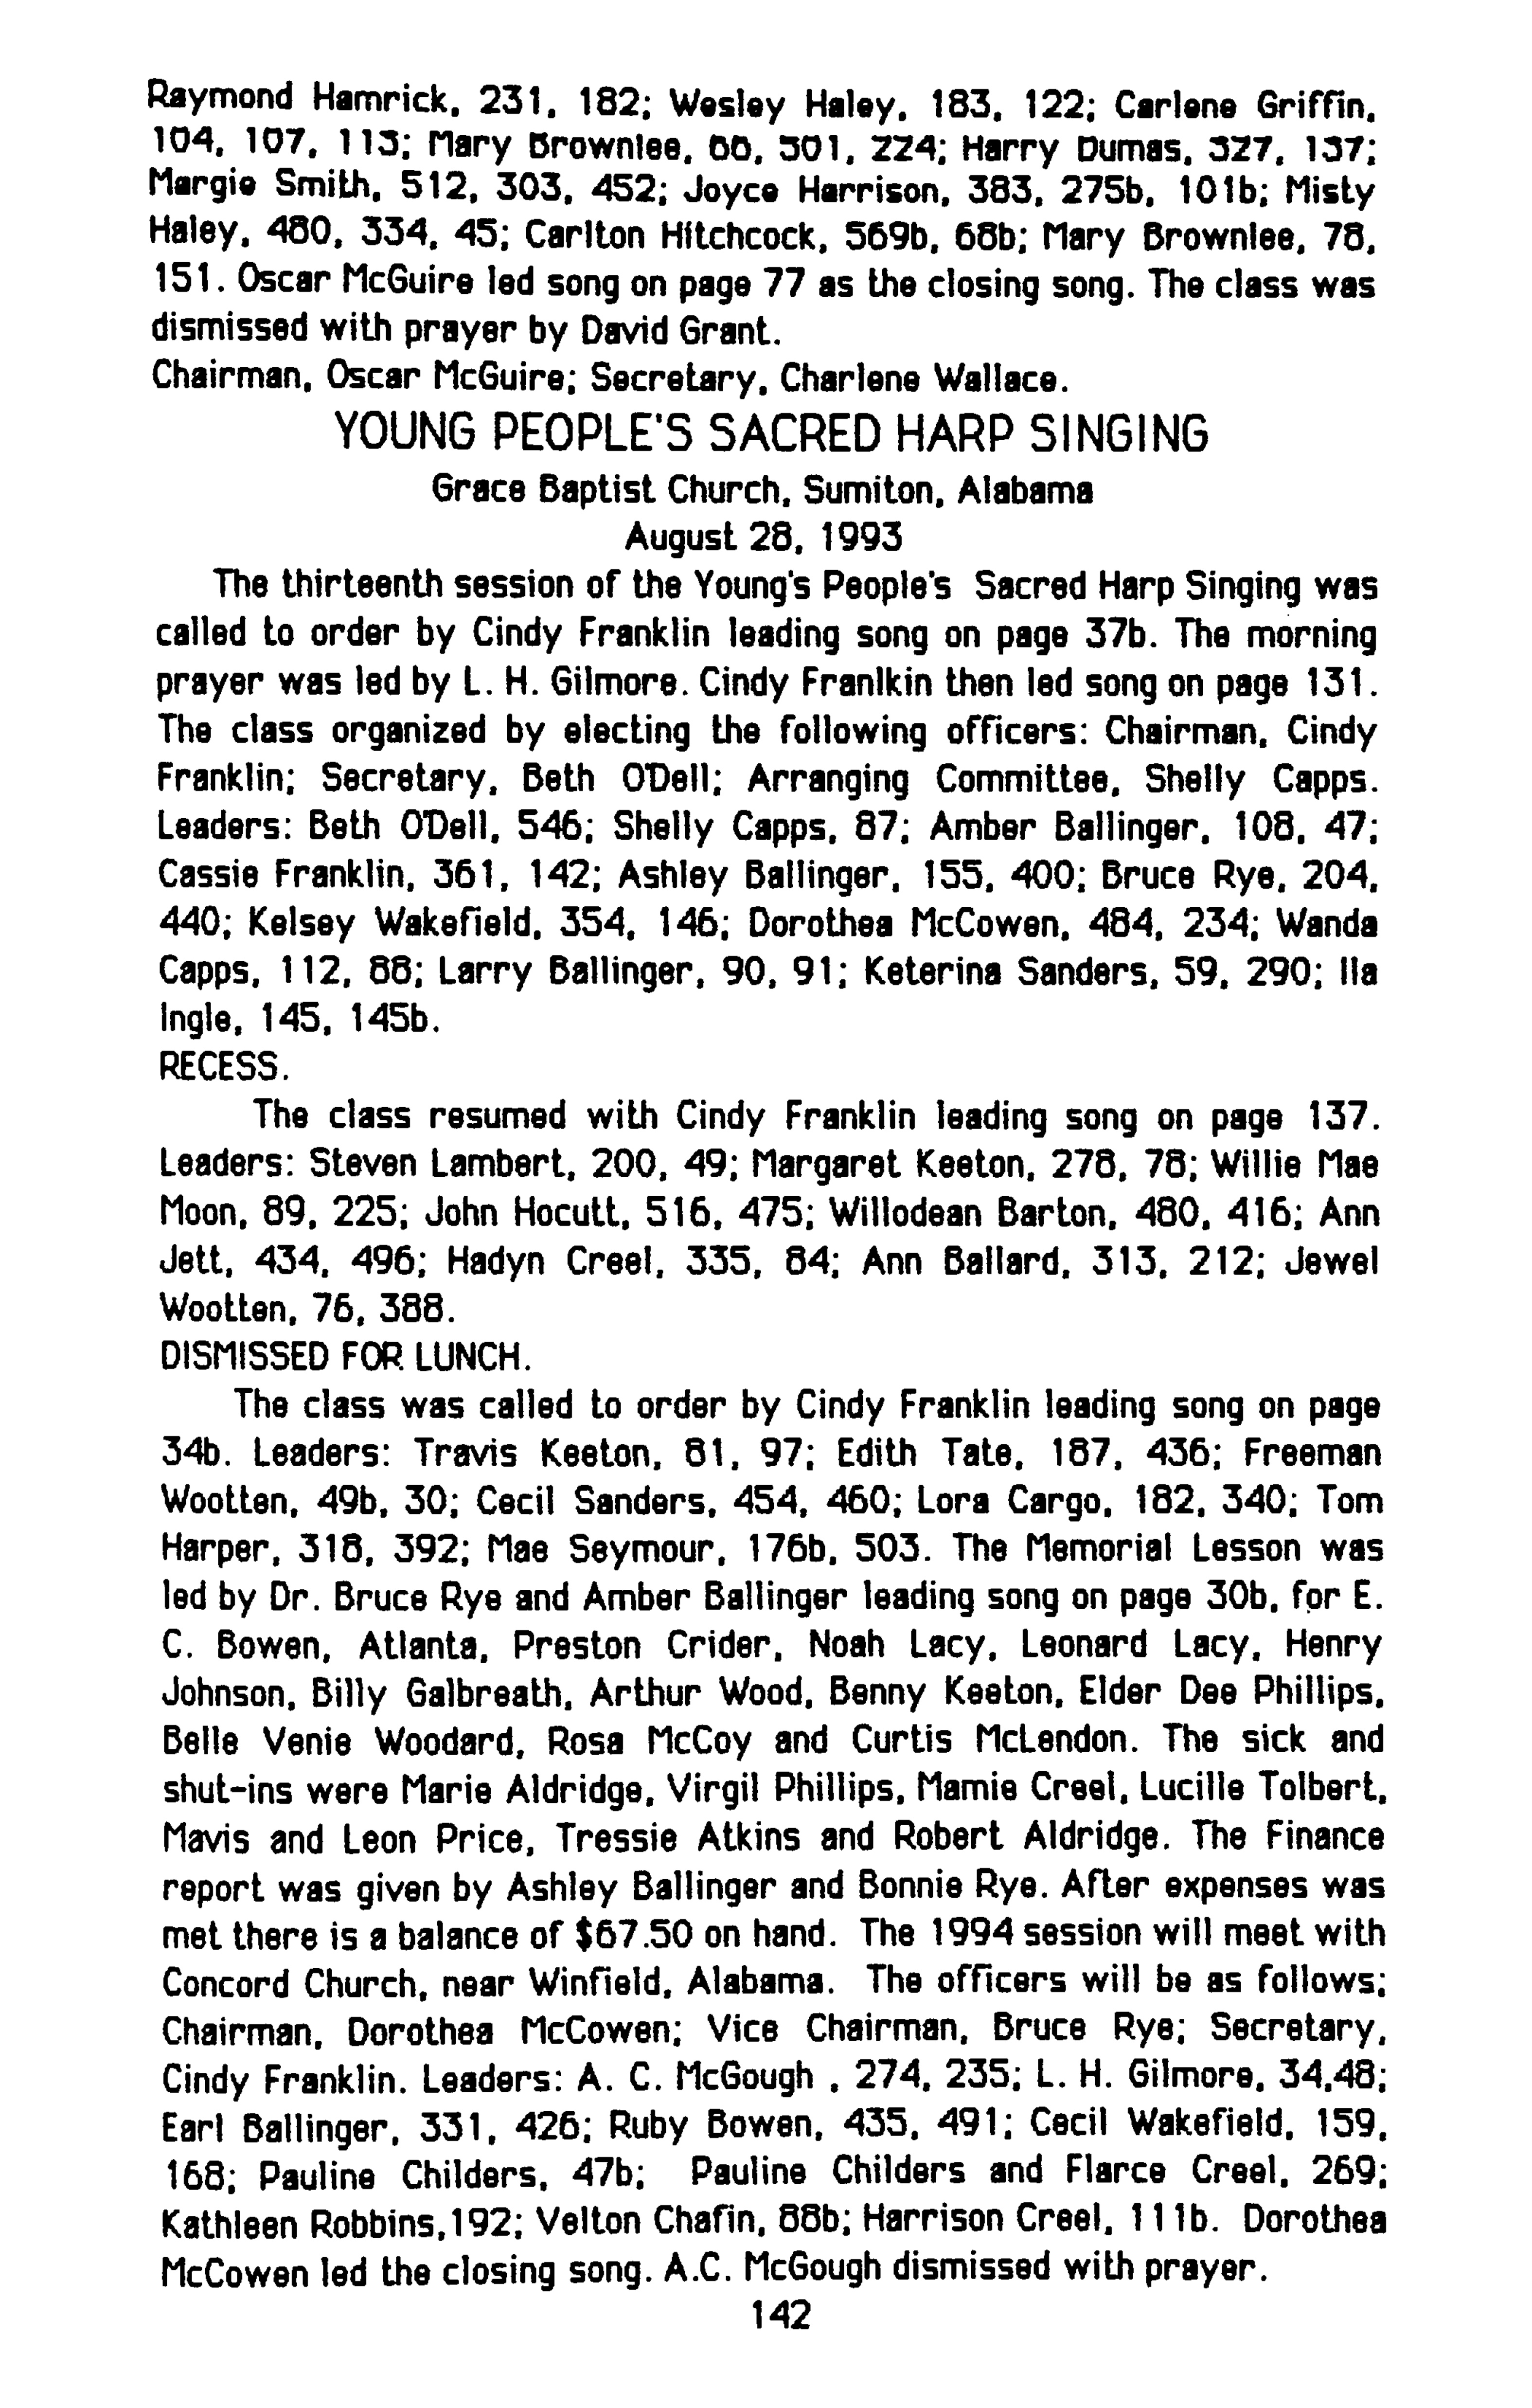 Raymond Hamrick, 231, 182; Wesley Haley, 183, 122; Carlene Griffin,
104, 107, 113; Mary Brownlee, 66, 501, 224; Harry Dumas, 327, 137;
Margie Smith, 512, 303, 452; Joyce Harrison, 383, 275b, 101b; Misty
Haley, 480, 334, 45; Carlton Hitchcock, 569b, 68b; Mary Brownlee, 78,
151. Oscar McGuire led song on page 77 as the closing song. The class was
dismissed with prayer by David Grant.
Chairman, Oscar McGuire; Secretary, Charlene Wallace.
YOUNG PEOPLE'S SACRED HARP SINGING
Grace Baptist Church, Sumiton, Alabama
August 28, 1993
The thirteenth session of the Young's People's Sacred Harp Singing was
called to order by Cindy Franklin leading song on page 37b. The morning
prayer was led by L. H. Gilmore. Cindy Franlkin then led song on page 131.
The class organized by electing the following officers: Chairman, Cindy
Franklin; Secretary, Beth O'Dell; Arranging Committee, Shelly Capps.
Leaders: Beth O'Dell, 546; Shelly Capps, 87; Amber Ballinger, 108, 47;
Cassie Franklin, 361, 142; Ashley Ballinger, 155, 400; Bruce Rye, 204,
440; Kelsey Wakefield, 354, 146; Dorothea McCowen, 484, 234; Wanda
Capps, 112, 88; Larry Ballinger, 90, 91; Keterina Sanders, 59, 290; Ila
Ingle, 145, 145b.
RECESS.
The class resumed with Cindy Franklin leading song on page 137.
Leaders: Steven Lambert, 200, 49; Margaret Keeton, 278, 78; Willie Mae
Moon, 89, 225; John Hocutt, 516, 475; Willodean Barton, 480, 416; Ann
Jett, 434, 496; Hadyn Creel, 335, 84; Ann Ballard, 313, 212; Jewel
Wootten, 76, 388.
DISMISSED FOR LUNCH.
The class was called to order by Cindy Franklin leading song on page
34b. Leaders: Travis Keeton, 81, 97; Edith Tate, 187, 436; Freeman
Wootten, 49b, 30; Cecil Sanders, 454, 460; Lora Cargo, 182, 340; Tom
Harper, 318, 392; Mae Seymour, 176b, 503. The Memorial Lesson was
led by Dr. Bruce Rye and Amber Ballinger leading song on page 30b, for E.
C. Bowen, Atlanta, Preston Crider, Noah Lacy, Leonard Lacy, Henry
Johnson, Billy Galbreath, Arthur Wood, Benny Keeton, Elder Dee Phillips,
Belle Venie Woodard, Rosa McCoy and Curtis McLendon. The sick and
shut-ins were Marie Aldridge, Virgil Phillips, Mamie Creel, Lucille Tolbert,
Mavis and Leon Price, Tressie Atkins and Robert Aldridge. The Finance
report was given by Ashley Ballinger and Bonnie Rye. After expenses was
met there is a balance of $67.50 on hand. The 1994 session will meet with
Concord Church, near Winfield, Alabama. The officers will be as follows;
Chairman, Dorothea McCowen; Vice Chairman, Bruce Rye; Secretary,
Cindy Franklin. Leaders: A. C. McGough , 274, 235; L. H. Gilmore, 34,48;
Earl Ballinger, 331, 426; Ruby Bowen, 435, 491; Cecil Wakefield, 159,
168; Pauline Childers, 47b; Pauline Childers and Flarce Creel, 269;
Kathleen Robbins,192; Velton Chafin, 88b; Harrison Creel, 111b. Dorothea
McCowen led the closing song. A.C. McGough dismissed with prayer.
142